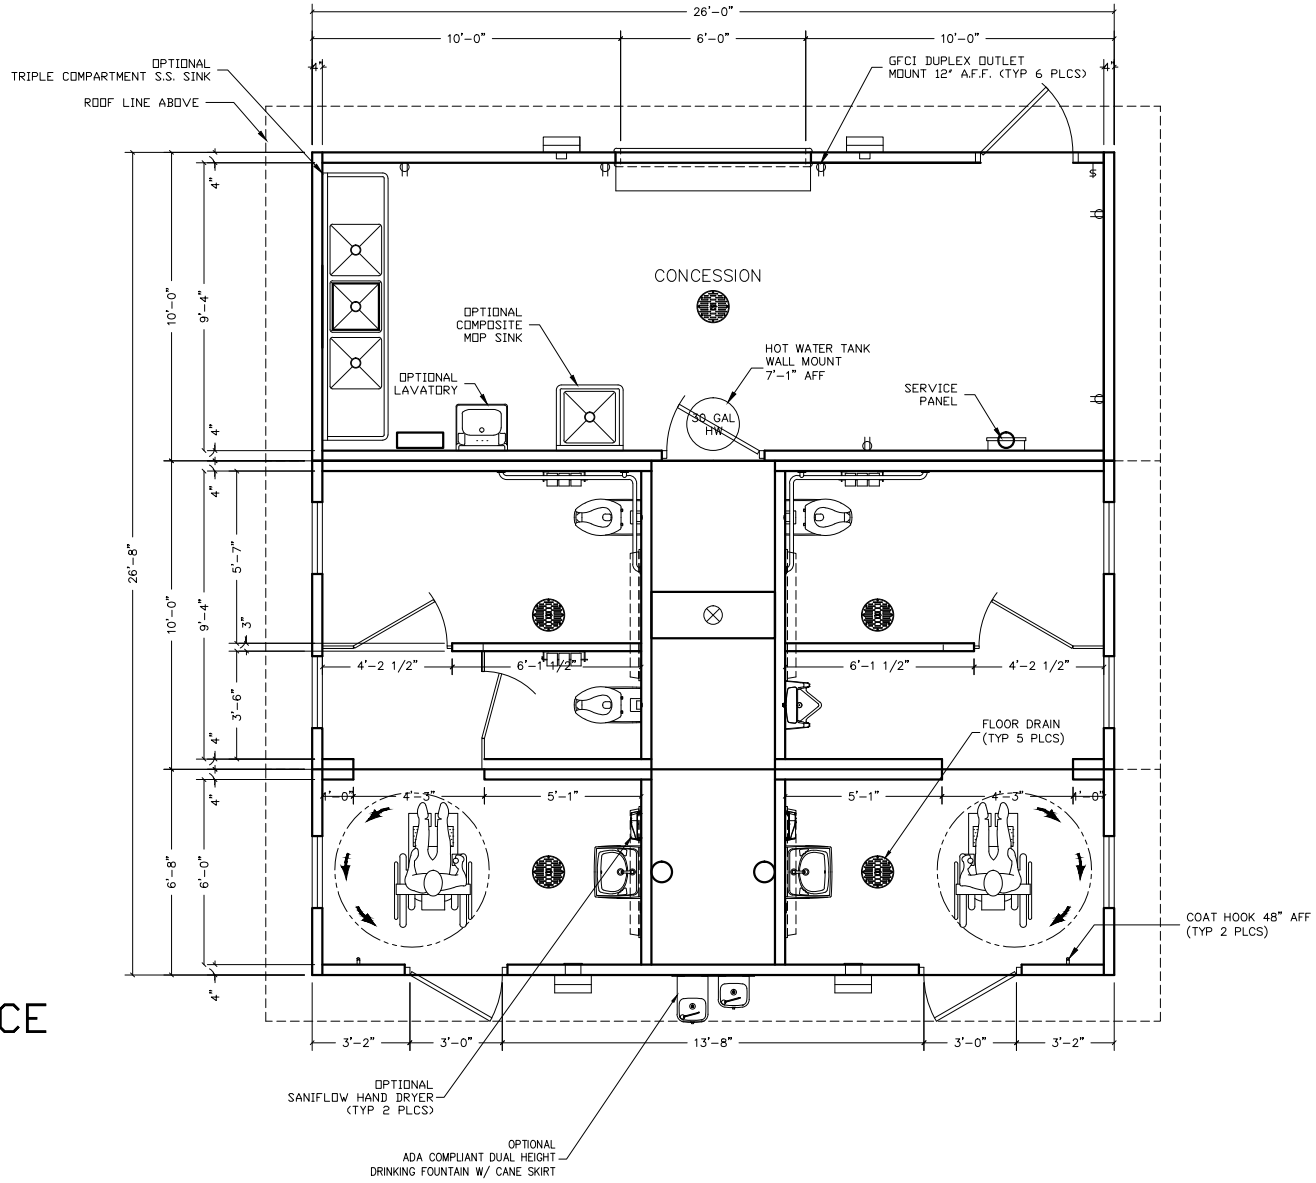 26'-0"
10'-0"
6'-0"
10'-0"
4"
4"
OPTIONAL
TRIPLE COMPARTMENT S.S. SINK
ROOF LINE ABOVE
GFCI DUPLEX OUTLET
MOUNT 12" A.F.F. (TYP 6 PLCS)
4"
$
CONCESSION
10'-0"
9'-4"
OPTIONAL
COMPOSITE
MOP SINK
HOT WATER TANK
WALL MOUNT
7'-1" AFF
OPTIONAL
LAVATORY
SERVICE
PANEL
30 GAL
HW
4"
4"
26'-8"
10'-0"
9'-4"
5'-7"
3"
4'-2 1/2"
6'-1 1/2"
6'-1 1/2"
4'-2 1/2"
3'-6"
FLOOR DRAIN
(TYP 5 PLCS)
4"
4"
1'-0"
4'-3"
5'-1"
5'-1"
4'-3"
1'-0"
6'-8"
6'-0"
COAT HOOK 48" AFF
(TYP 2 PLCS)
4"
CE
3'-2"
3'-0"
13'-8"
3'-0"
3'-2"
OPTIONAL
SANIFLOW HAND DRYER
(TYP 2 PLCS)
OPTIONAL
ADA COMPLIANT DUAL HEIGHT
DRINKING FOUNTAIN W/ CANE SKIRT